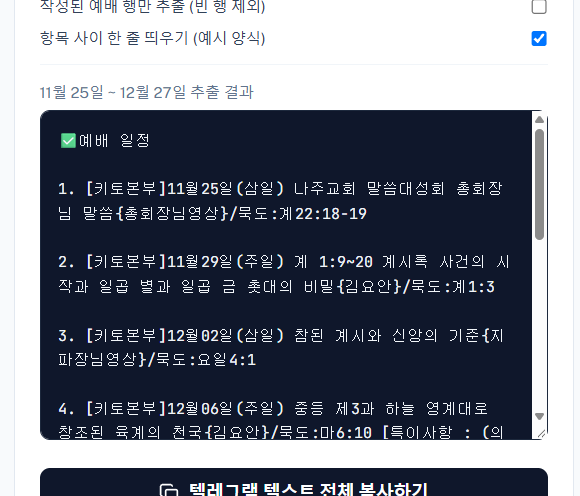 작성된 예배 행만 추출 (빈 행 제외)
항목 사이 한 줄 띄우기 (예시 양식)
11월 25일 ~ 12월 27일 추출 결과
✅예배 일정
1. [키토본부]11월25일(삼일) 나주교회 말씀대성회 총회장
님 말씀{총회장님영상}/묵도:계22:18-19
2. [키토본부]11월29일(주일) 계 1:9~20 계시록 사건의 시
작과 일곱 별과 일곱 금 촛대의 비밀{김요안}/묵도:계1:3
3. [키토본부]12월02일(삼일) 참된 계시와 신앙의 기준{지
파장님영상}/묵도:요일4:1
4. [키토본부]12월06일(주일) 중등 제3과 하늘 영계대로
창조된 육계의 천국{김요안}/묵도:마6:10 [특이사항 : (의
텔레그램 텍스트 전체 복사하기